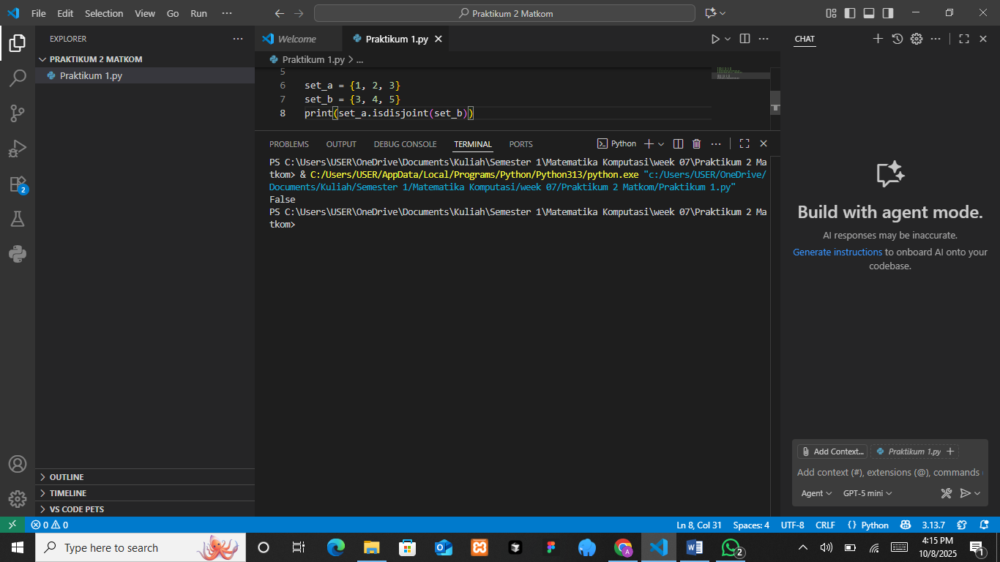 File Edit Selection View Go Run ···
Praktikum 2 Matkom
EXPLORER ···
PRAKTIKUM 2 MATKOM
Praktikum 1.py
2
OUTLINE
TIMELINE
VS CODE PETS
Welcome
Praktikum 1.py
Praktikum 1.py > ...
5
6 set_a = {1, 2, 3}
7 set_b = {3, 4, 5}
8 print(set_a.isdisjoint(set_b))
PROBLEMS OUTPUT DEBUG CONSOLE TERMINAL PORTS
Python
PS C:\Users\USER\OneDrive\Documents\Kuliah\Semester 1\Matematika Komputasi\week 07\Praktikum 2 Ma
tkom> & C:/Users/USER/AppData/Local/Programs/Python/Python313/python.exe "c:/Users/USER/OneDrive/
Documents/Kuliah/Semester 1/Matematika Komputasi/week 07/Praktikum 2 Matkom/Praktikum 1.py"
False
PS C:\Users\USER\OneDrive\Documents\Kuliah\Semester 1\Matematika Komputasi\week 07\Praktikum 2 Ma
tkom>
CHAT
Build with agent mode.
AI responses may be inaccurate.
Generate instructions to onboard AI onto your
codebase.
Add Context...
Praktikum 1.py
Add context (#), extensions (@), commands
Agent GPT-5 mini
0 0
Ln 8, Col 31 Spaces: 4 UTF-8 CRLF {} Python 3.13.7
Type here to search
A
2
4:15 PM
10/8/2025
1